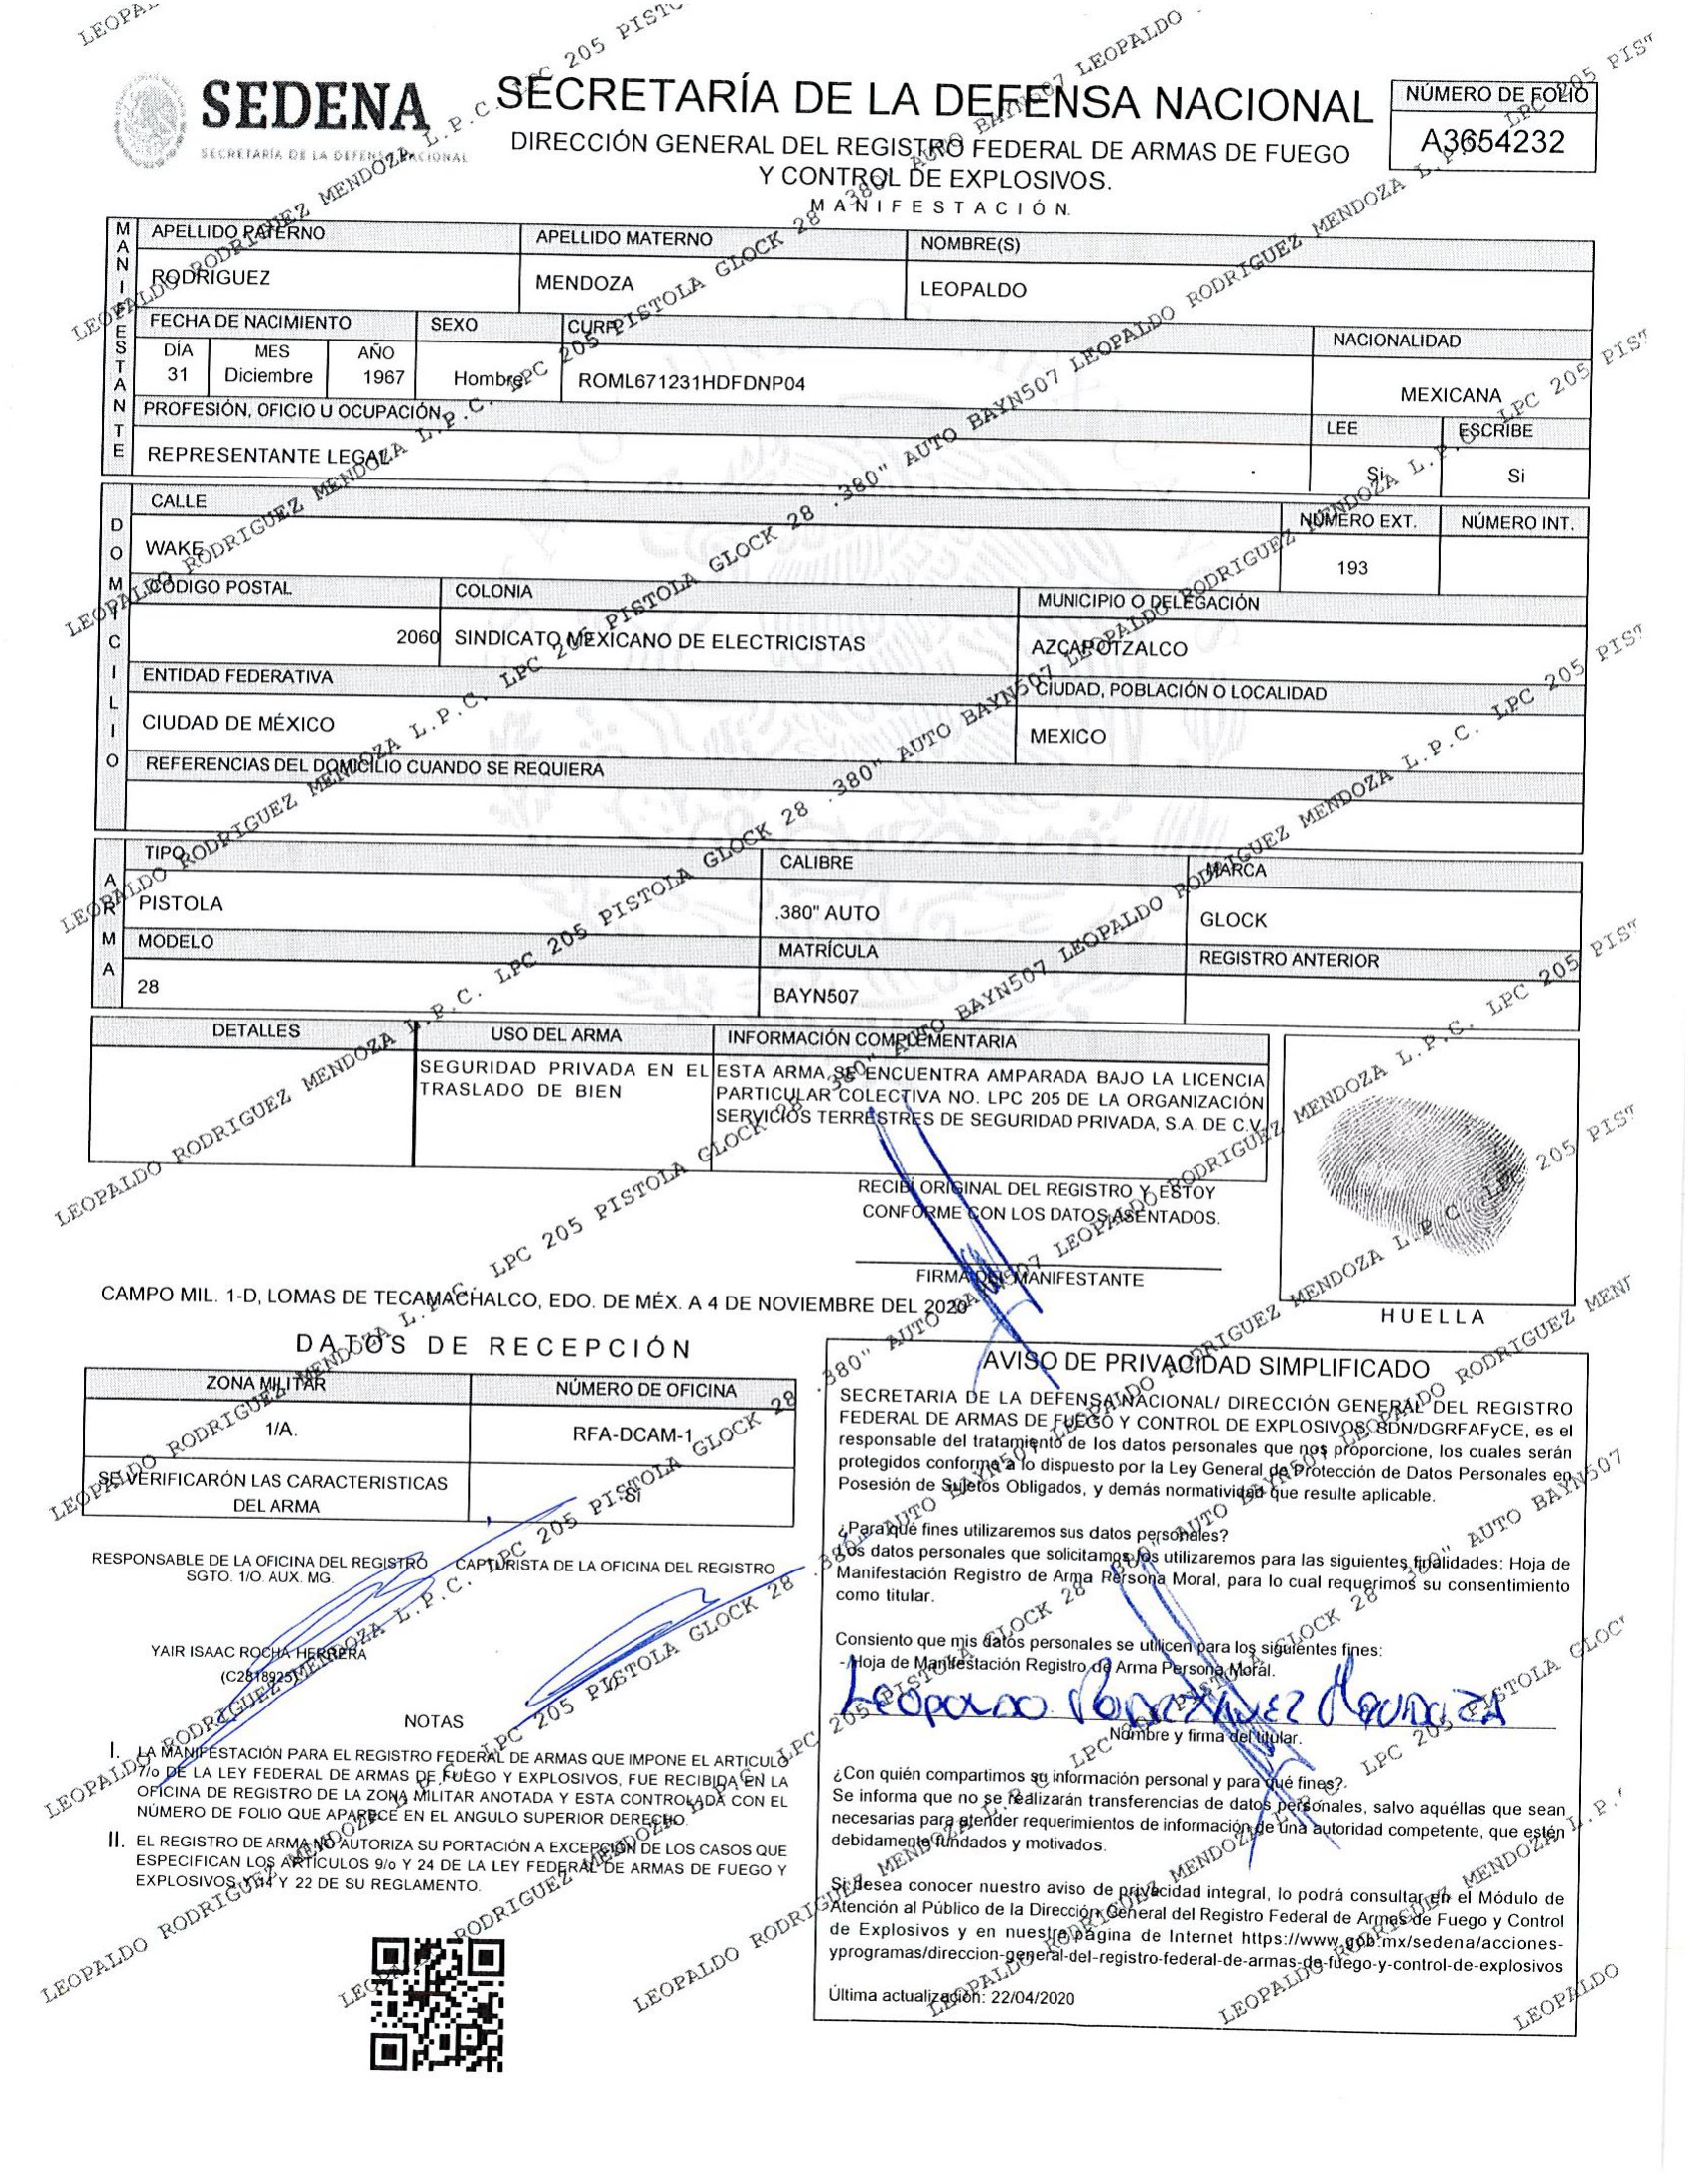 SEDENA
SECRETARÍA DE LA DEFENSA NACIONAL
SECRETARÍA DE LA DEFENSA NACIONAL
DIRECCIÓN GENERAL DEL REGISTRO FEDERAL DE ARMAS DE FUEGO
Y CONTROL DE EXPLOSIVOS.
MANIFESTACIÓN.
NÚMERO DE FOLIO
A3654232
MANIFESTANTE
APELLIDO PATERNO APELLIDO MATERNO NOMBRE(S)
RODRIGUEZ MENDOZA LEOPALDO
FECHA DE NACIMIENTO SEXO CURP NACIONALIDAD
DÍA MES AÑO
31 Diciembre 1967 Hombre ROML671231HDFDNP04 MEXICANA
PROFESIÓN, OFICIO U OCUPACIÓN LEE ESCRIBE
REPRESENTANTE LEGAL Si Si
DOMICILIO
CALLE NÚMERO EXT. NÚMERO INT.
WAKE 193
CÓDIGO POSTAL COLONIA MUNICIPIO O DELEGACIÓN
2060 SINDICATO MEXICANO DE ELECTRICISTAS AZCAPOTZALCO
ENTIDAD FEDERATIVA CIUDAD, POBLACIÓN O LOCALIDAD
CIUDAD DE MÉXICO MEXICO
REFERENCIAS DEL DOMICILIO CUANDO SE REQUIERA
ARMA
TIPO CALIBRE MARCA
PISTOLA .380" AUTO GLOCK
MODELO MATRÍCULA REGISTRO ANTERIOR
28 BAYN507
DETALLES USO DEL ARMA INFORMACIÓN COMPLEMENTARIA
SEGURIDAD PRIVADA EN EL
TRASLADO DE BIEN
ESTA ARMA SE ENCUENTRA AMPARADA BAJO LA LICENCIA
PARTICULAR COLECTIVA NO. LPC 205 DE LA ORGANIZACIÓN
SERVICIOS TERRESTRES DE SEGURIDAD PRIVADA, S.A. DE C.V.
RECIBÍ ORIGINAL DEL REGISTRO Y ESTOY
CONFORME CON LOS DATOS ASENTADOS.
FIRMA DEL MANIFESTANTE
HUELLA
CAMPO MIL. 1-D, LOMAS DE TECAMACHALCO, EDO. DE MÉX. A 4 DE NOVIEMBRE DEL 2020
DATOS DE RECEPCIÓN
ZONA MILITAR NÚMERO DE OFICINA
1/A. RFA-DCAM-1
SE VERIFICARÓN LAS CARACTERISTICAS
DEL ARMA
SI
RESPONSABLE DE LA OFICINA DEL REGISTRO CAPTURISTA DE LA OFICINA DEL REGISTRO
SGTO. 1/O. AUX. MG.
YAIR ISAAC ROCHA HERRERA
(C2818925)
NOTAS
I. LA MANIFESTACIÓN PARA EL REGISTRO FEDERAL DE ARMAS QUE IMPONE EL ARTICULO
7/o DE LA LEY FEDERAL DE ARMAS DE FUEGO Y EXPLOSIVOS, FUE RECIBIDA EN LA
OFICINA DE REGISTRO DE LA ZONA MILITAR ANOTADA Y ESTA CONTROLADA CON EL
NÚMERO DE FOLIO QUE APARECE EN EL ANGULO SUPERIOR DERECHO.
II. EL REGISTRO DE ARMA NO AUTORIZA SU PORTACIÓN A EXCEPCIÓN DE LOS CASOS QUE
ESPECIFICAN LOS ARTÍCULOS 9/o Y 24 DE LA LEY FEDERAL DE ARMAS DE FUEGO Y
EXPLOSIVOS Y 14 Y 22 DE SU REGLAMENTO.
AVISO DE PRIVACIDAD SIMPLIFICADO
SECRETARIA DE LA DEFENSA NACIONAL/ DIRECCIÓN GENERAL DEL REGISTRO
FEDERAL DE ARMAS DE FUEGO Y CONTROL DE EXPLOSIVOS, SDN/DGRFAFyCE, es el
responsable del tratamiento de los datos personales que nos proporcione, los cuales serán
protegidos conforme a lo dispuesto por la Ley General de Protección de Datos Personales en
Posesión de Sujetos Obligados, y demás normatividad que resulte aplicable.
¿Para qué fines utilizaremos sus datos personales?
Los datos personales que solicitamos los utilizaremos para las siguientes finalidades: Hoja de
Manifestación Registro de Arma Persona Moral, para lo cual requerimos su consentimiento
como titular.
Consiento que mis datos personales se utilicen para los siguientes fines:
- Hoja de Manifestación Registro de Arma Persona Moral.
Leopoldo Rodriguez Mendoza
Nombre y firma del titular.
¿Con quién compartimos su información personal y para qué fines?.
Se informa que no se realizarán transferencias de datos personales, salvo aquéllas que sean
necesarias para atender requerimientos de información de una autoridad competente, que estén
debidamente fundados y motivados.
Si desea conocer nuestro aviso de privacidad integral, lo podrá consultar en el Módulo de
Atención al Público de la Dirección General del Registro Federal de Armas de Fuego y Control
de Explosivos y en nuestra página de Internet https://www.gob.mx/sedena/acciones-
yprogramas/direccion-general-del-registro-federal-de-armas-de-fuego-y-control-de-explosivos
Última actualización: 22/04/2020
LEOPALDO RODRIGUEZ MENDOZA L.P.C. LPC 205 PISTOLA GLOCK 28 .380" AUTO BAYN507